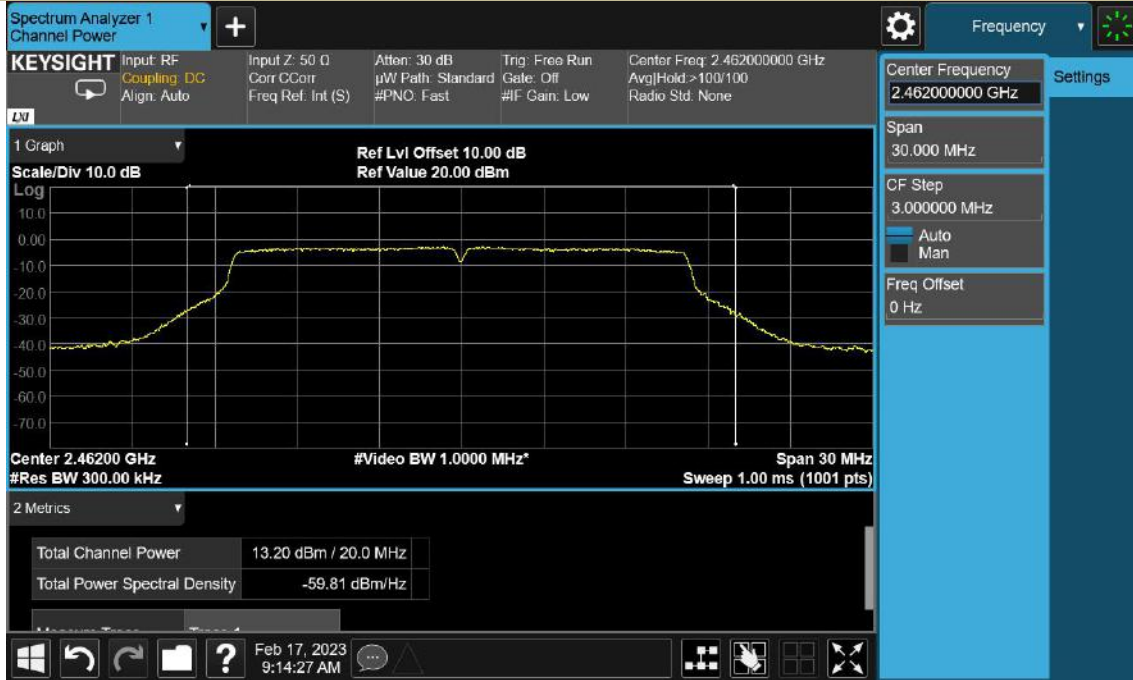 Spectrum Analyzer 1
Channel Power
+
Frequency
KEYSIGHT
Input: RF
Coupling: DC
Align: Auto
Input Z: 50 Ω
Corr CCorr
Freq Ref: Int (S)
Atten: 30 dB
µW Path: Standard
#PNO: Fast
Trig: Free Run
Gate: Off
#IF Gain: Low
Center Freq: 2.462000000 GHz
Avg|Hold:>100/100
Radio Std: None
LXI
Center Frequency
2.462000000 GHz
Settings
Span
30.000 MHz
CF Step
3.000000 MHz
Auto
Man
Freq Offset
0 Hz
1 Graph
Scale/Div 10.0 dB
Ref Lvl Offset 10.00 dB
Ref Value 20.00 dBm
Log
10.0
0.00
-10.0
-20.0
-30.0
-40.0
-50.0
-60.0
-70.0
Center 2.46200 GHz
#Res BW 300.00 kHz
#Video BW 1.0000 MHz*
Span 30 MHz
Sweep 1.00 ms (1001 pts)
2 Metrics
Total Channel Power 13.20 dBm / 20.0 MHz
Total Power Spectral Density -59.81 dBm/Hz
?
Feb 17, 2023
9:14:27 AM